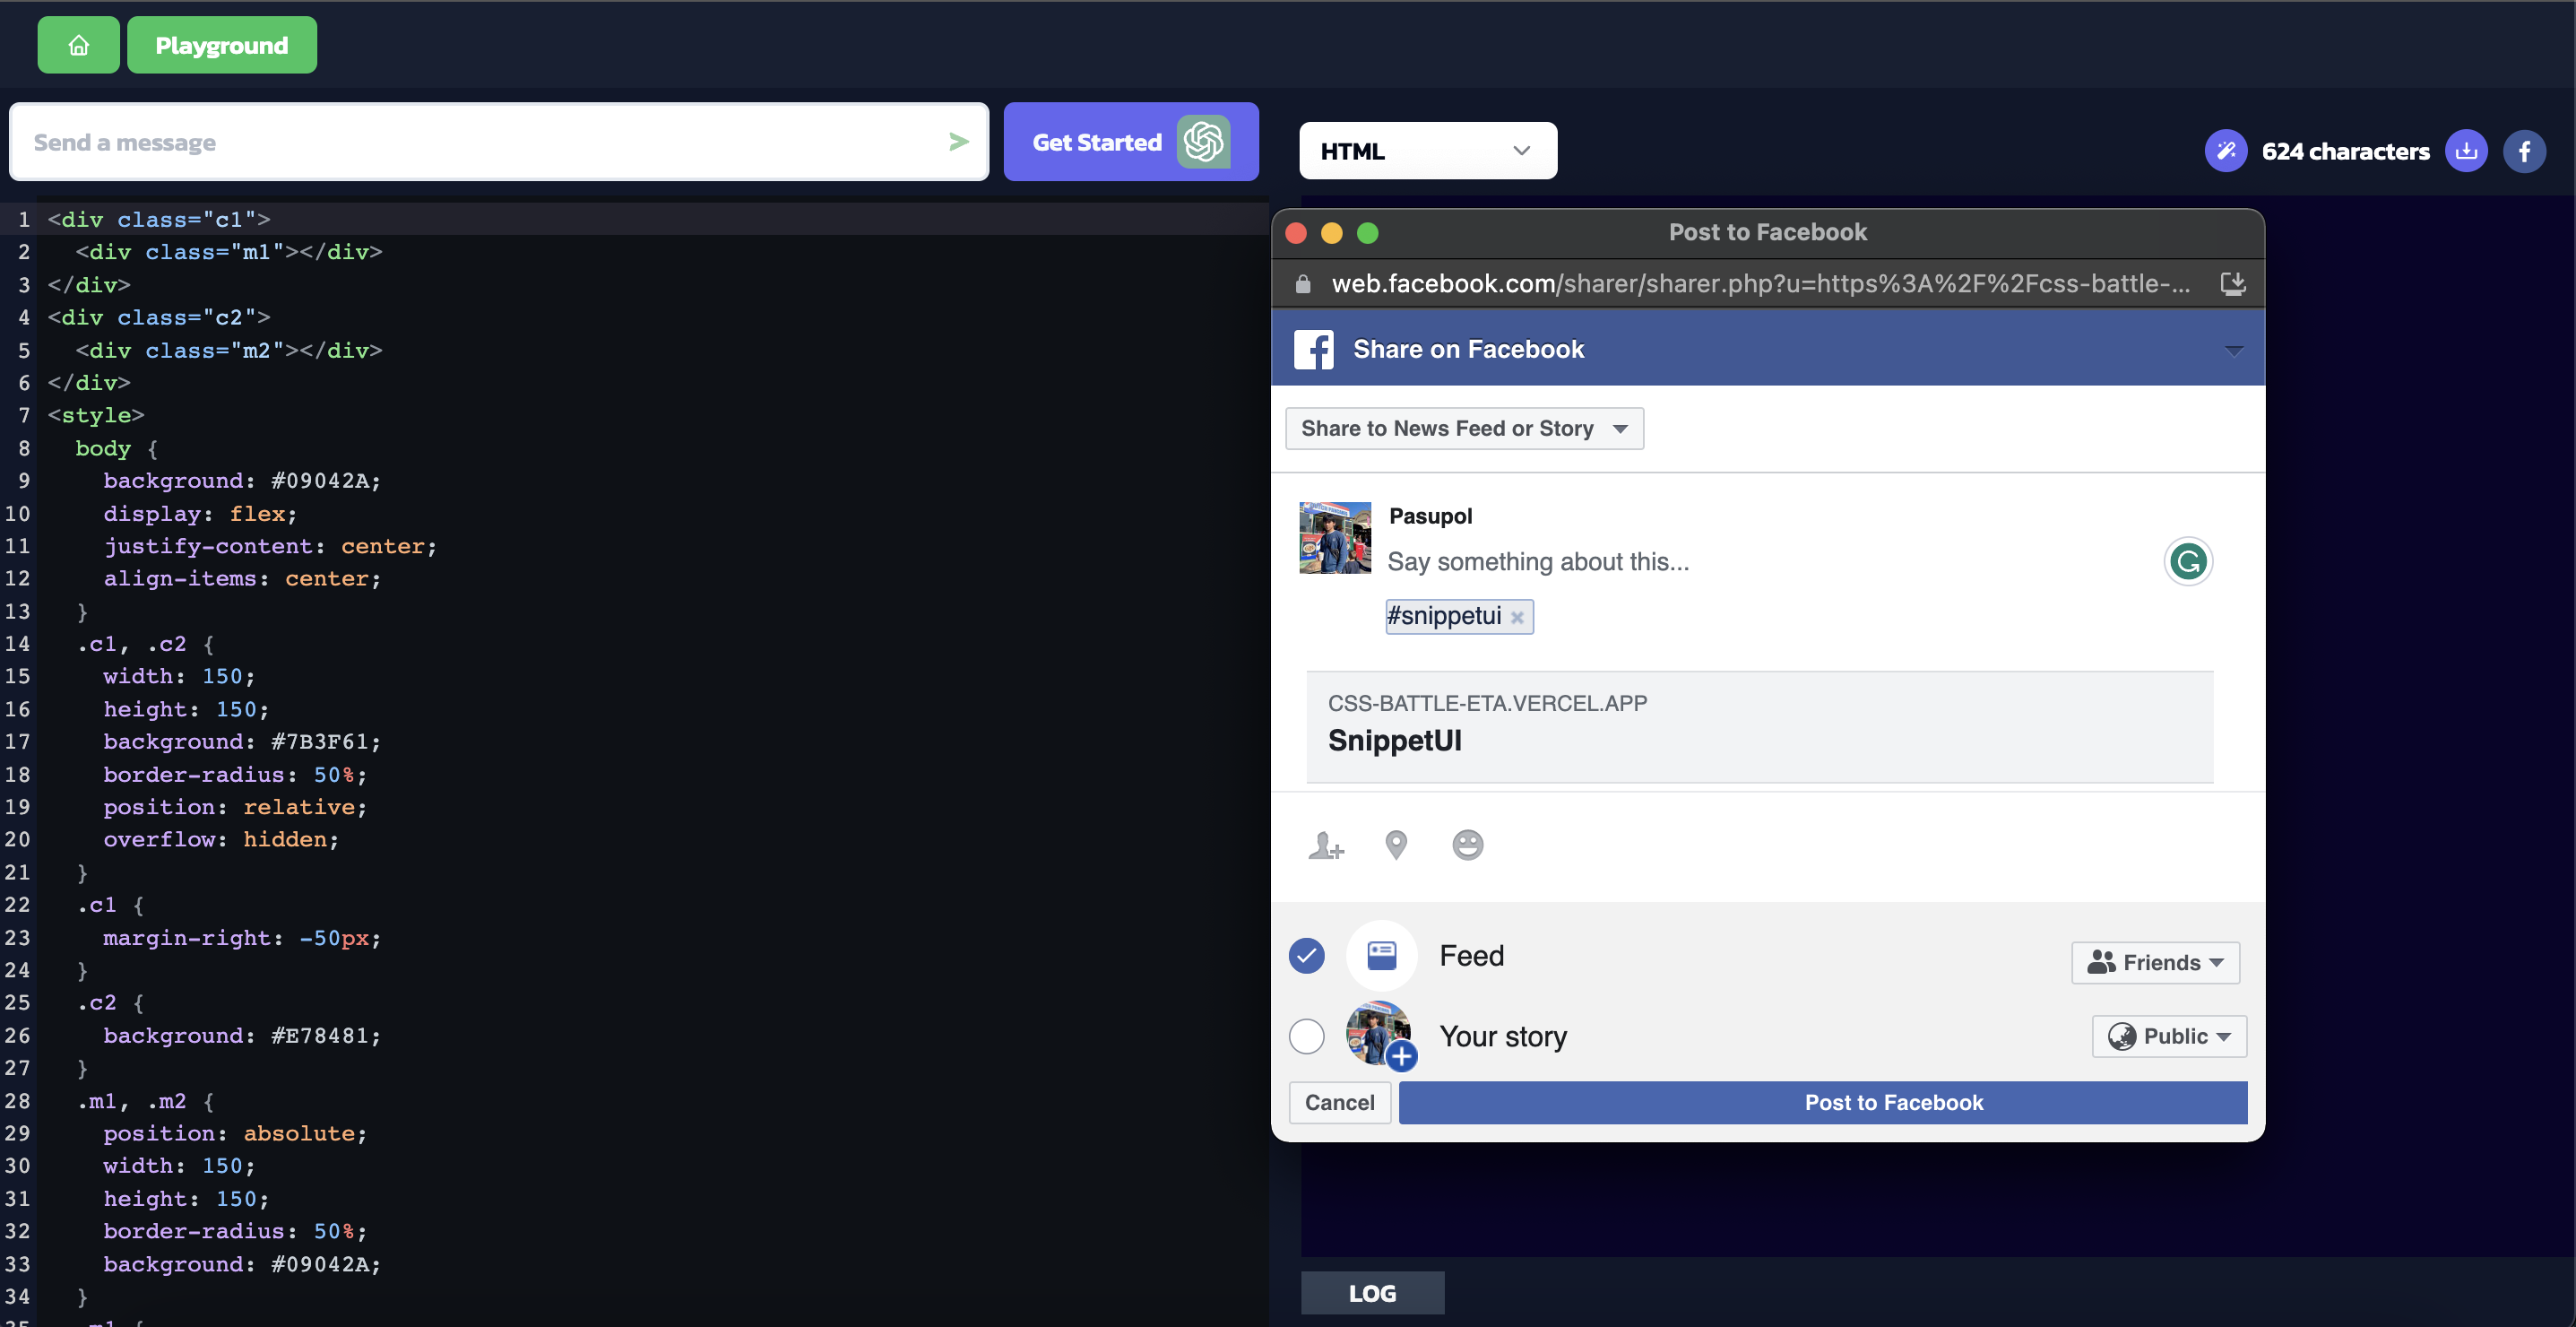 Playground
Send a message
Get Started
HTML
624 characters
1 <div class="c1">
2   <div class="m1"></div>
3 </div>
4 <div class="c2">
5   <div class="m2"></div>
6 </div>
7 <style>
8   body {
9     background: #09042A;
10     display: flex;
11     justify-content: center;
12     align-items: center;
13   }
14   .c1, .c2 {
15     width: 150;
16     height: 150;
17     background: #7B3F61;
18     border-radius: 50%;
19     position: relative;
20     overflow: hidden;
21   }
22   .c1 {
23     margin-right: -50px;
24   }
25   .c2 {
26     background: #E78481;
27   }
28   .m1, .m2 {
29     position: absolute;
30     width: 150;
31     height: 150;
32     border-radius: 50%;
33     background: #09042A;
34   }
Post to Facebook
web.facebook.com/sharer/sharer.php?u=https%3A%2F%2Fcss-battle-...
Share on Facebook
Share to News Feed or Story
Pasupol
Say something about this...
#snippetui ×
CSS-BATTLE-ETA.VERCEL.APP
SnippetUI
Feed
Friends
Your story
Public
Cancel
Post to Facebook
LOG